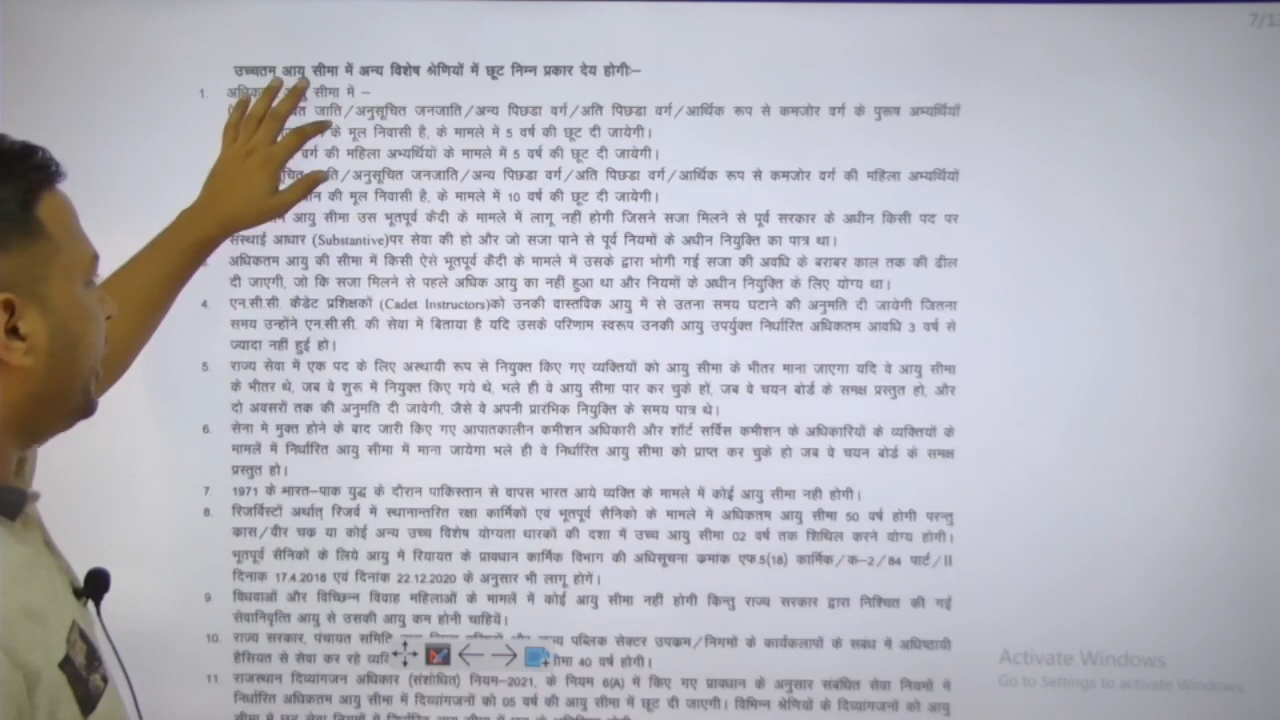 7/1
उच्चतम आयु सीमा में अन्य विशेष श्रेणियों में छूट निम्न प्रकार देय होगी:–
1. सीमा में –
जाति/अनुसूचित जनजाति/अन्य पिछडा वर्ग/अति पिछडा वर्ग/आर्थिक रूप से कमजोर वर्ग के पुरूष अभ्यर्थियों
के मूल निवासी है, के मामले में 5 वर्ष की छूट दी जायेगी।
वर्ग की महिला अभ्यर्थियों के मामले में 5 वर्ष की छूट दी जायेगी।
/अनुसूचित जनजाति/अन्य पिछडा वर्ग/अति पिछडा वर्ग/आर्थिक रूप से कमजोर वर्ग की महिला अभ्यर्थियों
की मूल निवासी है, के मामले में 10 वर्ष की छूट दी जायेगी।
आयु सीमा उस भूतपूर्व कैदी के मामले में लागू नहीं होगी जिसने सजा मिलने से पूर्व सरकार के अधीन किसी पद पर
संस्थाई आधार (Substantive)पर सेवा की हो और जो सजा पाने से पूर्व नियमों के अधीन नियुक्ति का पात्र था।
अधिकतम आयु की सीमा में किसी ऐसे भूतपूर्व कैदी के मामले में उसके द्वारा भोगी गई सजा की अवधि के बराबर काल तक की ढील
दी जाएगी, जो कि सजा मिलने से पहले अधिक आयु का नहीं हुआ था और नियमों के अधीन नियुक्ति के लिए योग्य था।
4. एन.सी.सी. कैडेट प्रशिक्षकों (Cadet Instructors)को उनकी वास्तविक आयु में से उतना समय घटाने की अनुमति दी जायेगी जितना
समय उन्होंने एन.सी.सी. की सेवा में बिताया है यदि उसके परिणाम स्वरूप उनकी आयु उपर्युक्त निर्धारित अधिकतम आवधि 3 वर्ष से
ज्यादा नहीं हुई हो।
5. राज्य सेवा में एक पद के लिए अस्थायी रूप से नियुक्त किए गए व्यक्तियों को आयु सीमा के भीतर माना जाएगा यदि वे आयु सीमा
के भीतर थे, जब वे शुरू में नियुक्त किए गये थे, भले ही वे आयु सीमा पार कर चुके हों, जब वे चयन बोर्ड के समक्ष प्रस्तुत हो, और
दो अवसरों तक की अनुमति दी जावेगी, जैसे वे अपनी प्रारंभिक नियुक्ति के समय पात्र थे।
6. सेना में मुक्त होने के बाद जारी किए गए आपातकालीन कमीशन अधिकारी और शॉर्ट सर्विस कमीशन के अधिकारियों के व्यक्तियों के
मामलें में निर्धारित आयु सीमा में माना जायेगा भले ही वे निर्धारित आयु सीमा को प्राप्त कर चुके हो जब वे चयन बोर्ड के समक्ष
प्रस्तुत हो।
7. 1971 के भारत–पाक युद्ध के दौरान पाकिस्तान से वापस भारत आये व्यक्ति के मामले में कोई आयु सीमा नही होगी।
8. रिजर्विस्टों अर्थात् रिजर्व में स्थानान्तरित रक्षा कार्मिकों एवं भूतपूर्व सैनिको के मामले में अधिकतम आयु सीमा 50 वर्ष होगी परन्तु
कास/वीर चक्र या कोई अन्य उच्च विशेष योग्यता धारकों की दशा में उच्च आयु सीमा 02 वर्ष तक शिथिल करने योग्य होगी।
भूतपूर्व सैनिकों के लिये आयु में रियायत के प्रावधान कार्मिक विभाग की अधिसूचना क्रमांक एफ.5(18) कार्मिक/क–2/84 पार्ट/II
दिनाक 17.4.2018 एवं दिनांक 22.12.2020 के अनुसार भी लागू होगें।
9. विधवाओं और विच्छिन्न विवाह महिलाओं के मामलें में कोई आयु सीमा नहीं होगी किन्तु राज्य सरकार द्वारा निश्चित की गई
सेवानिवृत्ति आयु से उसकी आयु कम होनी चाहियें।
10. राज्य सरकार, पंचायत समिति पब्लिक सेक्टर उपक्रम/निगमों के कार्यकलापों के संबध में अधिष्ठायी
हैसियत से सेवा कर रहे 40 वर्ष होगी।
11. राजस्थान दिव्यांगजन अधिकार (संशोधित) नियम–2021, के नियम 6(A) में किए गए प्रावधान के अनुसार संबंधित सेवा नियमों में
निर्धारित अधिकतम आयु सीमा में दिव्यांगजनों को 05 वर्ष की आयु सीमा में छूट दी जाएगी। विभिन्न श्रेणियों के दिव्यांगजनों को आयु
Activate Windows
Go to Settings to activate Windows.